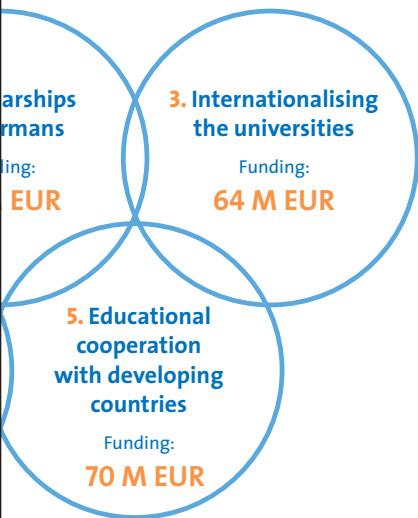 arships
rmans
ing:
EUR
3. Internationalising
the universities
Funding:
64 M EUR
5. Educational
cooperation
with developing
countries
Funding:
70 M EUR